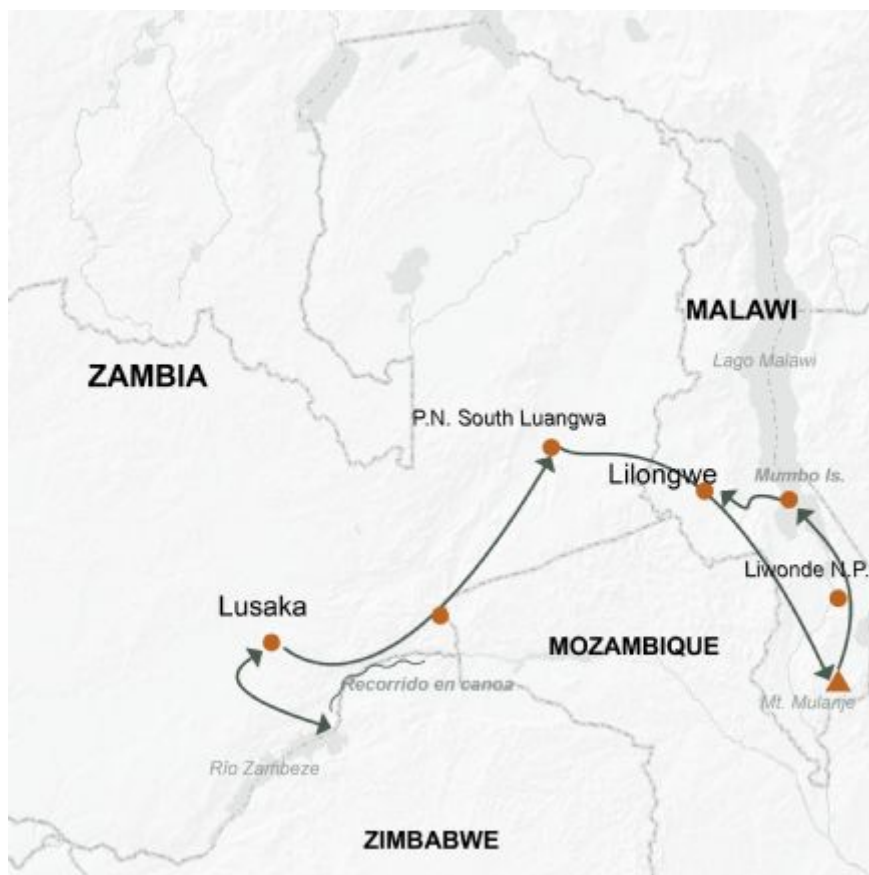 MALAWI
Lago Malawi
ZAMBIA
P.N. South Luangwa
Lilongwe
Mumbo Is.
Liwonde N.P.
Lusaka
MOZAMBIQUE
Recorrido en canoa
Mt. Mulanje
Río Zambeze
ZIMBABWE